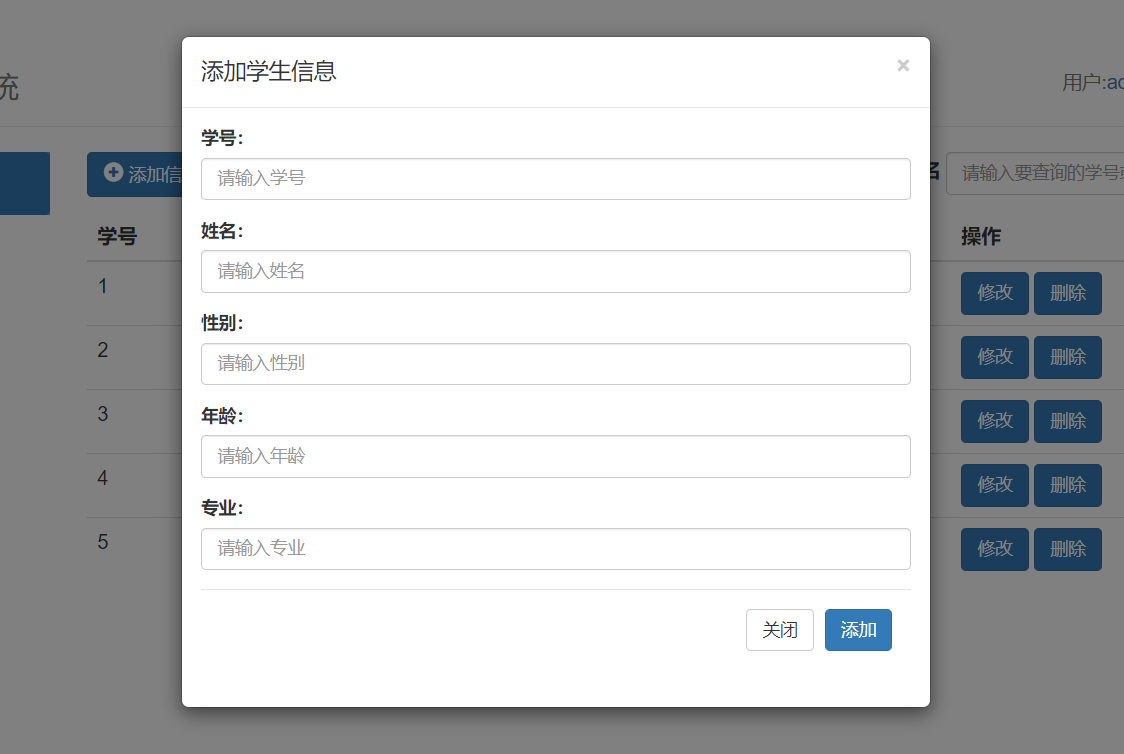 添加学生信息
×
充
用户:
学号:
请输入学号
添加信
名
请输入要查询的学号
姓名:
请输入姓名
学号
操作
1
修改 删除
性别:
请输入性别
2
修改 删除
年龄:
请输入年龄
3
修改 删除
4
修改 删除
专业:
请输入专业
5
修改 删除
关闭 添加